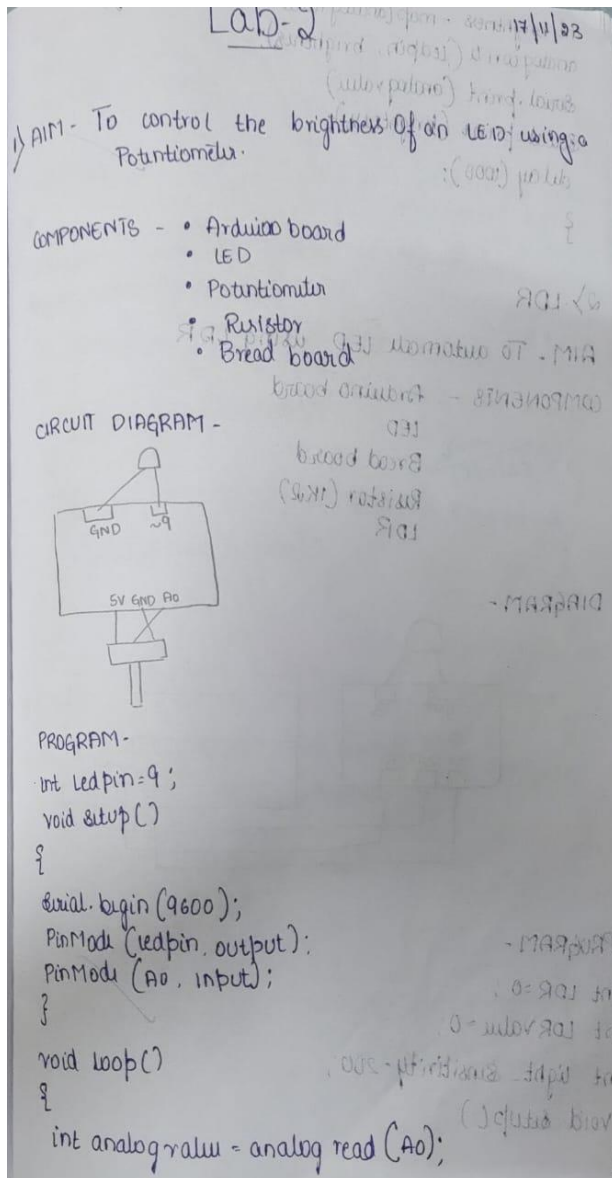 Lab-2
17/11/23
1) AIM - To control the brightness Of an LED using a
Potentiometer.
COMPONENTS - • Arduino board
• LED
• Potentiometer
• Resistor
• Bread board
CIRCUIT DIAGRAM -
GND ~9
5V GND A0
PROGRAM -
int ledpin = 9;
void setup()
{
serial.begin (9600);
PinMode (ledpin, output);
PinMode (A0, input);
}
void loop()
{
int analogvalue = analog read (A0);